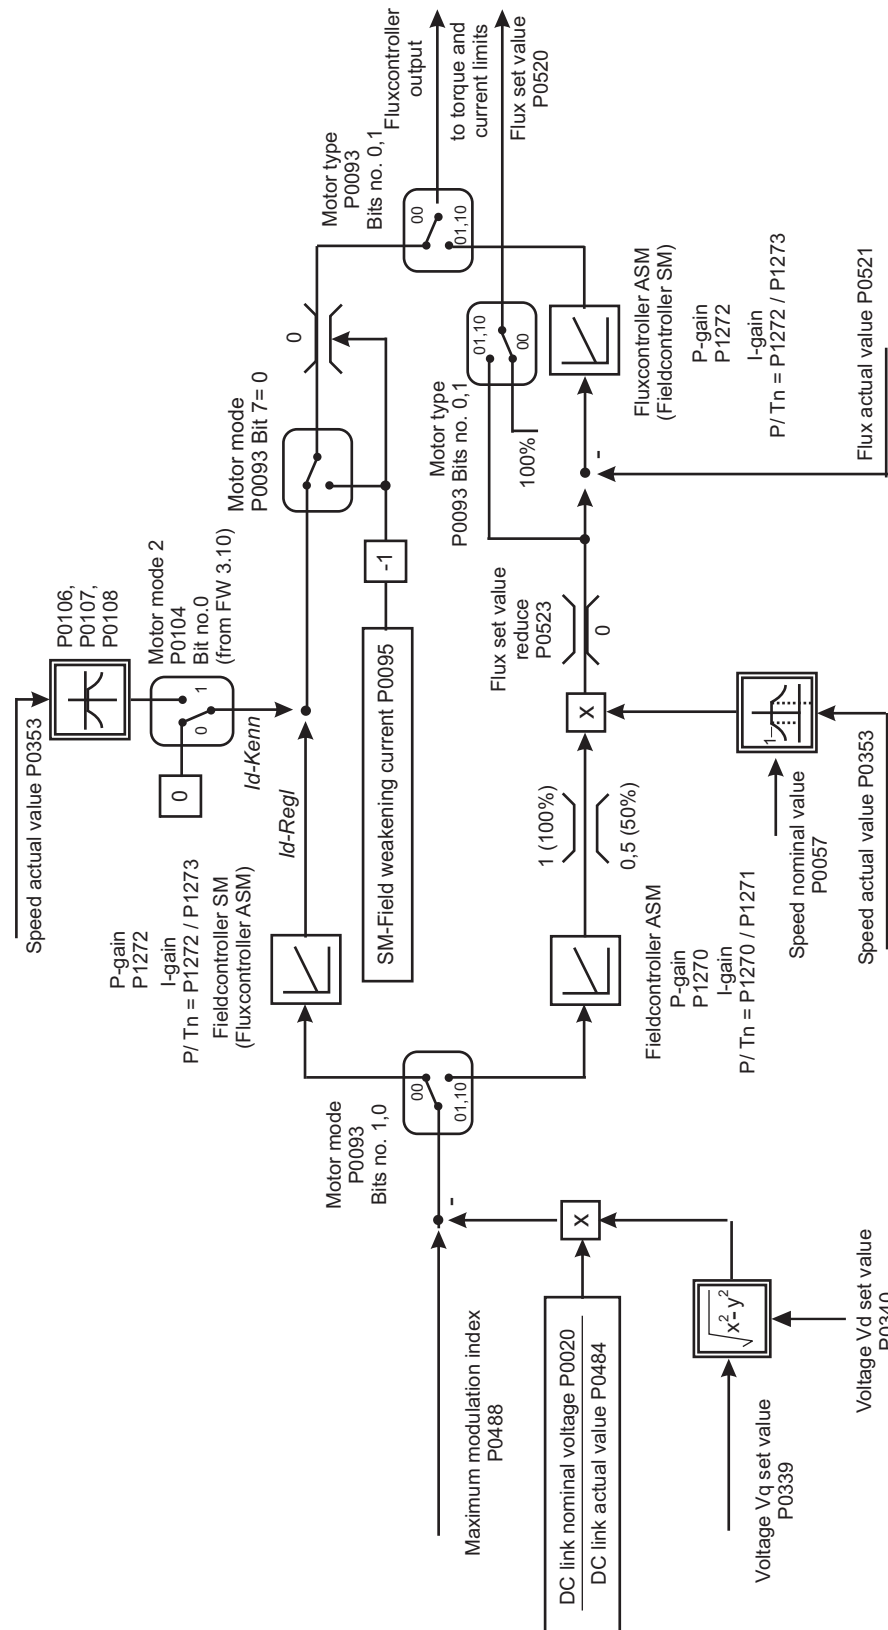 Speed actual value P0353
P0106,
P0107,
P0108
Motor mode 2
P0104
Bit no.0
(from FW 3.10)
0
0
1
Id-Kenn
P-gain
P1272
I-gain
P/ Tn = P1272 / P1273
Fieldcontroller SM
(Fluxcontroller ASM)
Id-Regl
Motor mode
P0093 Bit 7= 0
0
SM-Field weakening current P0095
-1
Motor type
P0093
Bits no. 0,1
00
01,10
Fluxcontroller
output
to torque and
current limits
Flux set value
P0520
Motor mode
P0093
Bits no. 1,0
00
01,10
Maximum modulation index
P0488
-
X
DC link nominal voltage P0020
DC link actual value P0484
Voltage Vq set value
P0339
√x²- y²
Voltage Vd set value
P0340
Fieldcontroller ASM
P-gain
P1270
I-gain
P/ Tn = P1270 / P1271
1 (100%)
0,5 (50%)
X
Flux set value
reduce
P0523
0
1
Speed nominal value
P0057
Speed actual value P0353
Motor type
P0093 Bits no. 0,1
01,10
00
100%
-
Fluxcontroller ASM
(Fieldcontroller SM)
P-gain
P1272
I-gain
P/ Tn = P1272 / P1273
Flux actual value P0521